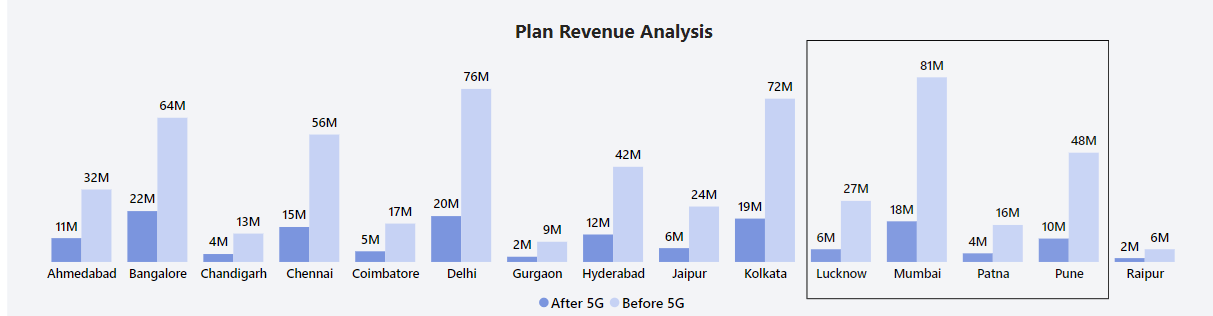 Plan Revenue Analysis
81M
76M
72M
64M
56M
48M
42M
32M
27M
24M
22M
20M
19M
18M
17M
16M
15M
13M
12M
11M
10M
9M
6M
6M
6M
5M
4M
4M
2M
2M
Ahmedabad Bangalore Chandigarh Chennai Coimbatore Delhi Gurgaon Hyderabad Jaipur Kolkata Lucknow Mumbai Patna Pune Raipur
After 5G Before 5G